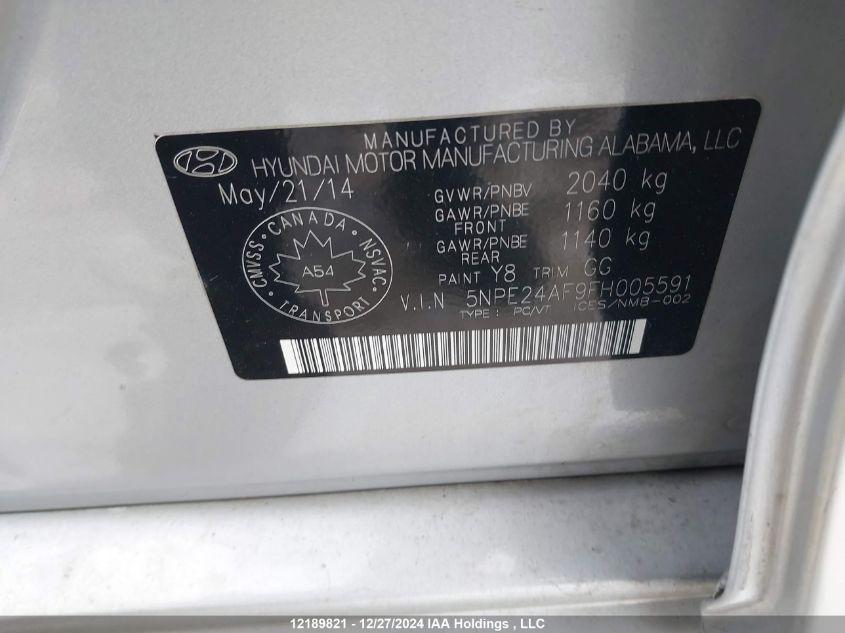 MANUFACTURED BY
HYUNDAI MOTOR MANUFACTURING ALABAMA, LLC
May/21/14
GVWR/PNBV 2040 kg
GAWR/PNBE FRONT 1160 kg
GAWR/PNBE REAR 1140 kg
PAINT Y8 TRIM GG
CMVSS · CANADA · NSVAC
A54
TRANSPORT
V.I.N 5NPE24AF9FH005591
TYPE : PC/VT ICES/NMB-002
12189821 - 12/27/2024 IAA Holdings , LLC